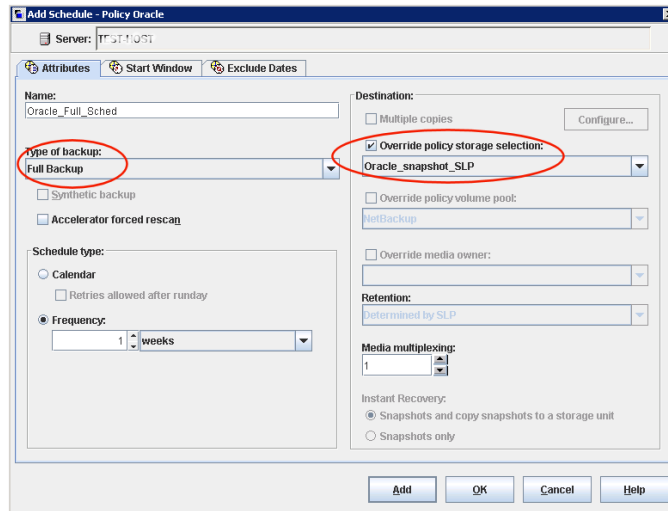 Add Schedule - Policy Oracle
Server: TEST-HOST
Attributes
Start Window
Exclude Dates
Name:
Oracle_Full_Sched
Type of backup:
Full Backup
Synthetic backup
Accelerator forced rescan
Schedule type:
Calendar
Retries allowed after runday
Frequency:
1 weeks
Destination:
Multiple copies
Configure...
Override policy storage selection:
Oracle_snapshot_SLP
Override policy volume pool:
NetBackup
Override media owner:
Retention:
Determined by SLP
Media multiplexing:
1
Instant Recovery:
Snapshots and copy snapshots to a storage unit
Snapshots only
Add
OK
Cancel
Help